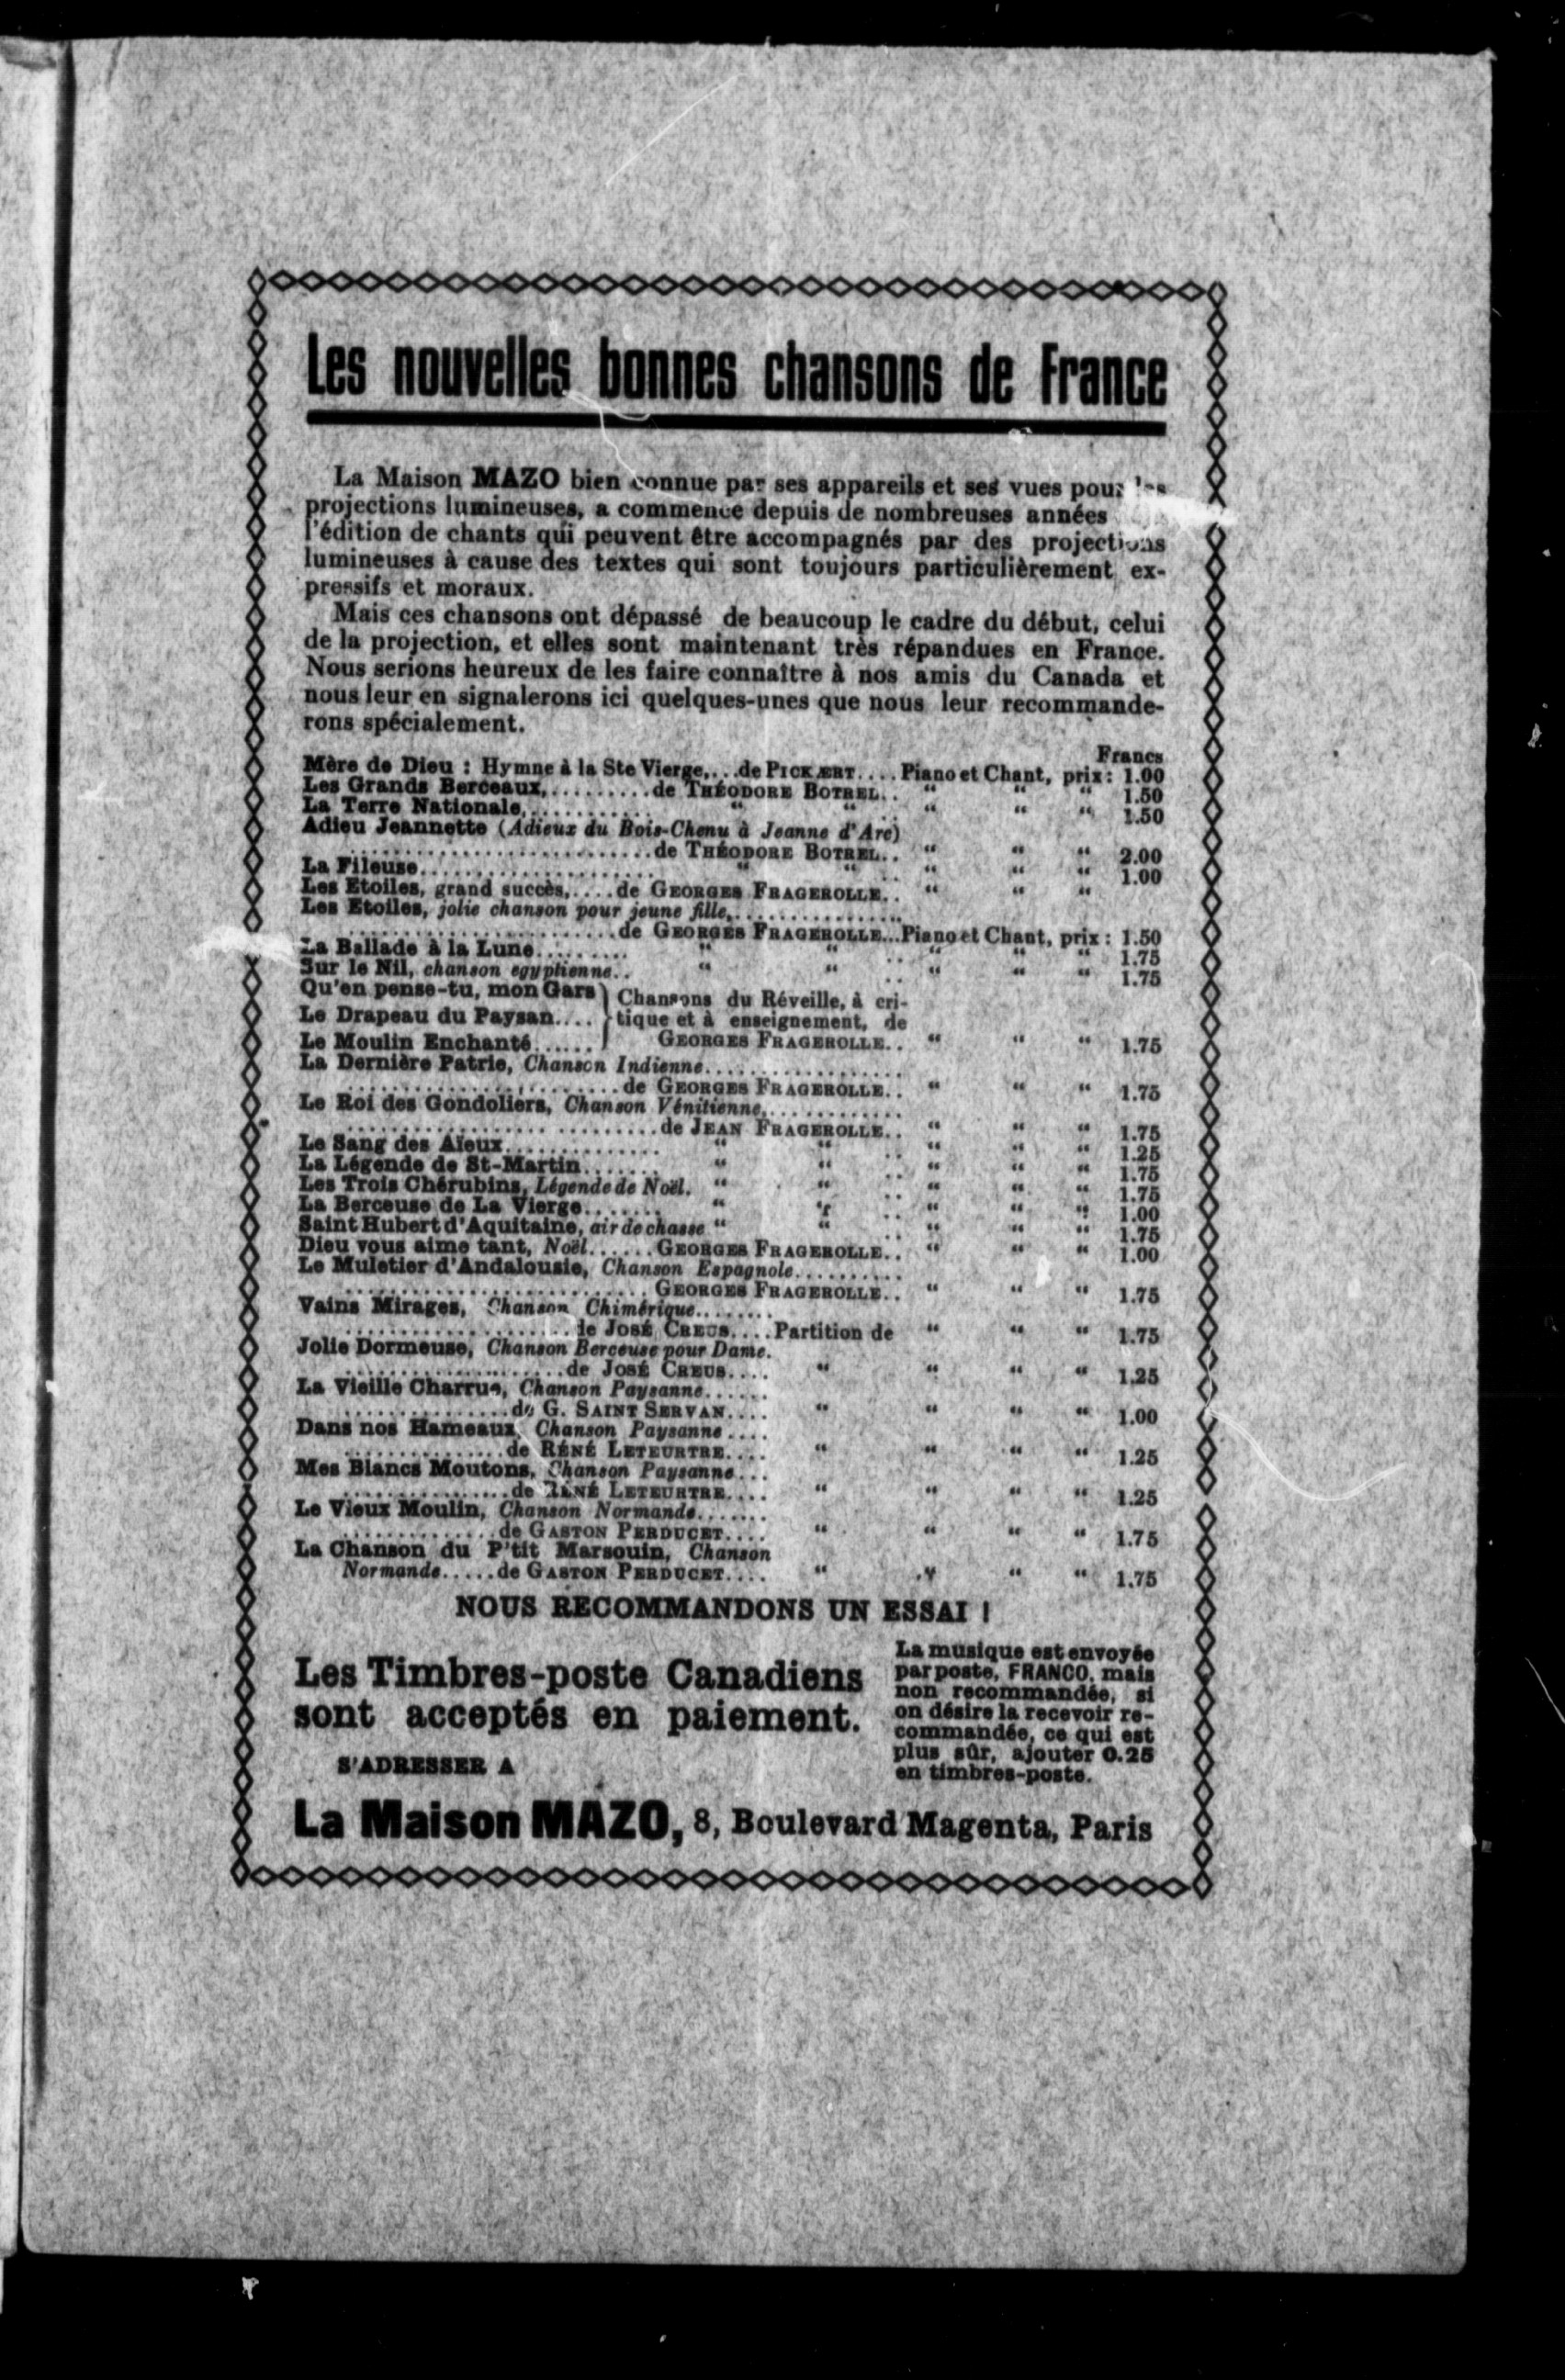 Les nouvelles bonnes chansons de France
La Maison MAZO bien connue par ses appareils et ses vues pour les
projections lumineuses, a commencé depuis de nombreuses années
l'édition de chants qui peuvent être accompagnés par des projections
lumineuses à cause des textes qui sont toujours particulièrement ex-
pressifs et moraux.
Mais ces chansons ont dépassé de beaucoup le cadre du début, celui
de la projection, et elles sont maintenant très répandues en France.
Nous serions heureux de les faire connaître à nos amis du Canada et
nous leur en signalerons ici quelques-unes que nous leur recommande-
rons spécialement.
Francs
Mère de Dieu : Hymne à la Ste Vierge,...de PICKÆRT....Piano et Chant, prix: 1.00
Les Grands Berceaux,..........de THÉODORE BOTREL.. " " " 1.50
La Terre Nationale,............ " " .. " " " 1.50
Adieu Jeannette (Adieux du Bois-Chenu à Jeanne d'Arc)
............................de THÉODORE BOTREL.. " " " 2.00
La Fileuse...................... " " .. " " " 1.00
Les Etoiles, grand succès,....de GEORGES FRAGEROLLE.. " " "
Les Etoiles, jolie chanson pour jeune fille,................
.........................de GEORGES FRAGEROLLE...Piano et Chant, prix: 1.50
La Ballade à la Lune......... " " .. " " " 1.75
Sur le Nil, chanson egyptienne.. " " .. " " " 1.75
Qu'en pense-tu, mon Gars } Chansons du Réveille, à cri-
Le Drapeau du Paysan.... } tique et à enseignement, de
Le Moulin Enchanté...... } GEORGES FRAGEROLLE.. " " " 1.75
La Dernière Patrie, Chanson Indienne..................
.........................de GEORGES FRAGEROLLE.. " " " 1.75
Le Roi des Gondoliers, Chanson Vénitienne,............
............................de JEAN FRAGEROLLE.. " " " 1.75
Le Sang des Aïeux.............. " " .. " " " 1.25
La Légende de St-Martin....... " " .. " " " 1.75
Les Trois Chérubins, Légende de Noël. " " .. " " " 1.75
La Berceuse de La Vierge....... " " .. " " " 1.00
Saint Hubert d'Aquitaine, air de chasse " " .. " " " 1.75
Dieu vous aime tant, Noël......GEORGES FRAGEROLLE.. " " " 1.00
Le Muletier d'Andalousie, Chanson Espagnole..........
............................GEORGES FRAGEROLLE.. " " " 1.75
Vains Mirages, Chanson Chimérique........
.....................de JOSÉ CREUS....Partition de " " " 1.75
Jolie Dormeuse, Chanson Berceuse pour Dame.
.....................de JOSÉ CREUS.... " " " " 1.25
La Vieille Charrue, Chanson Paysanne......
................de G. SAINT SERVAN.... " " " " 1.00
Dans nos Hameaux, Chanson Paysanne....
...............de RÉNÉ LETEURTRE.... " " " " 1.25
Mes Blancs Moutons, Chanson Paysanne...
................de RÉNÉ LETEURTRE.... " " " " 1.25
Le Vieux Moulin, Chanson Normande.......
..............de GASTON PERDUCET.... " " " " 1.75
La Chanson du P'tit Marsouin, Chanson
Normande.....de GASTON PERDUCET.... " " " " 1.75
NOUS RECOMMANDONS UN ESSAI !
Les Timbres-poste Canadiens
sont acceptés en paiement.
La musique est envoyée
par poste, FRANCO, mais
non recommandée, si
on désire la recevoir re-
commandée, ce qui est
plus sûr, ajouter 0.25
en timbres-poste.
S'ADRESSER A
La Maison MAZO, 8, Boulevard Magenta, Paris